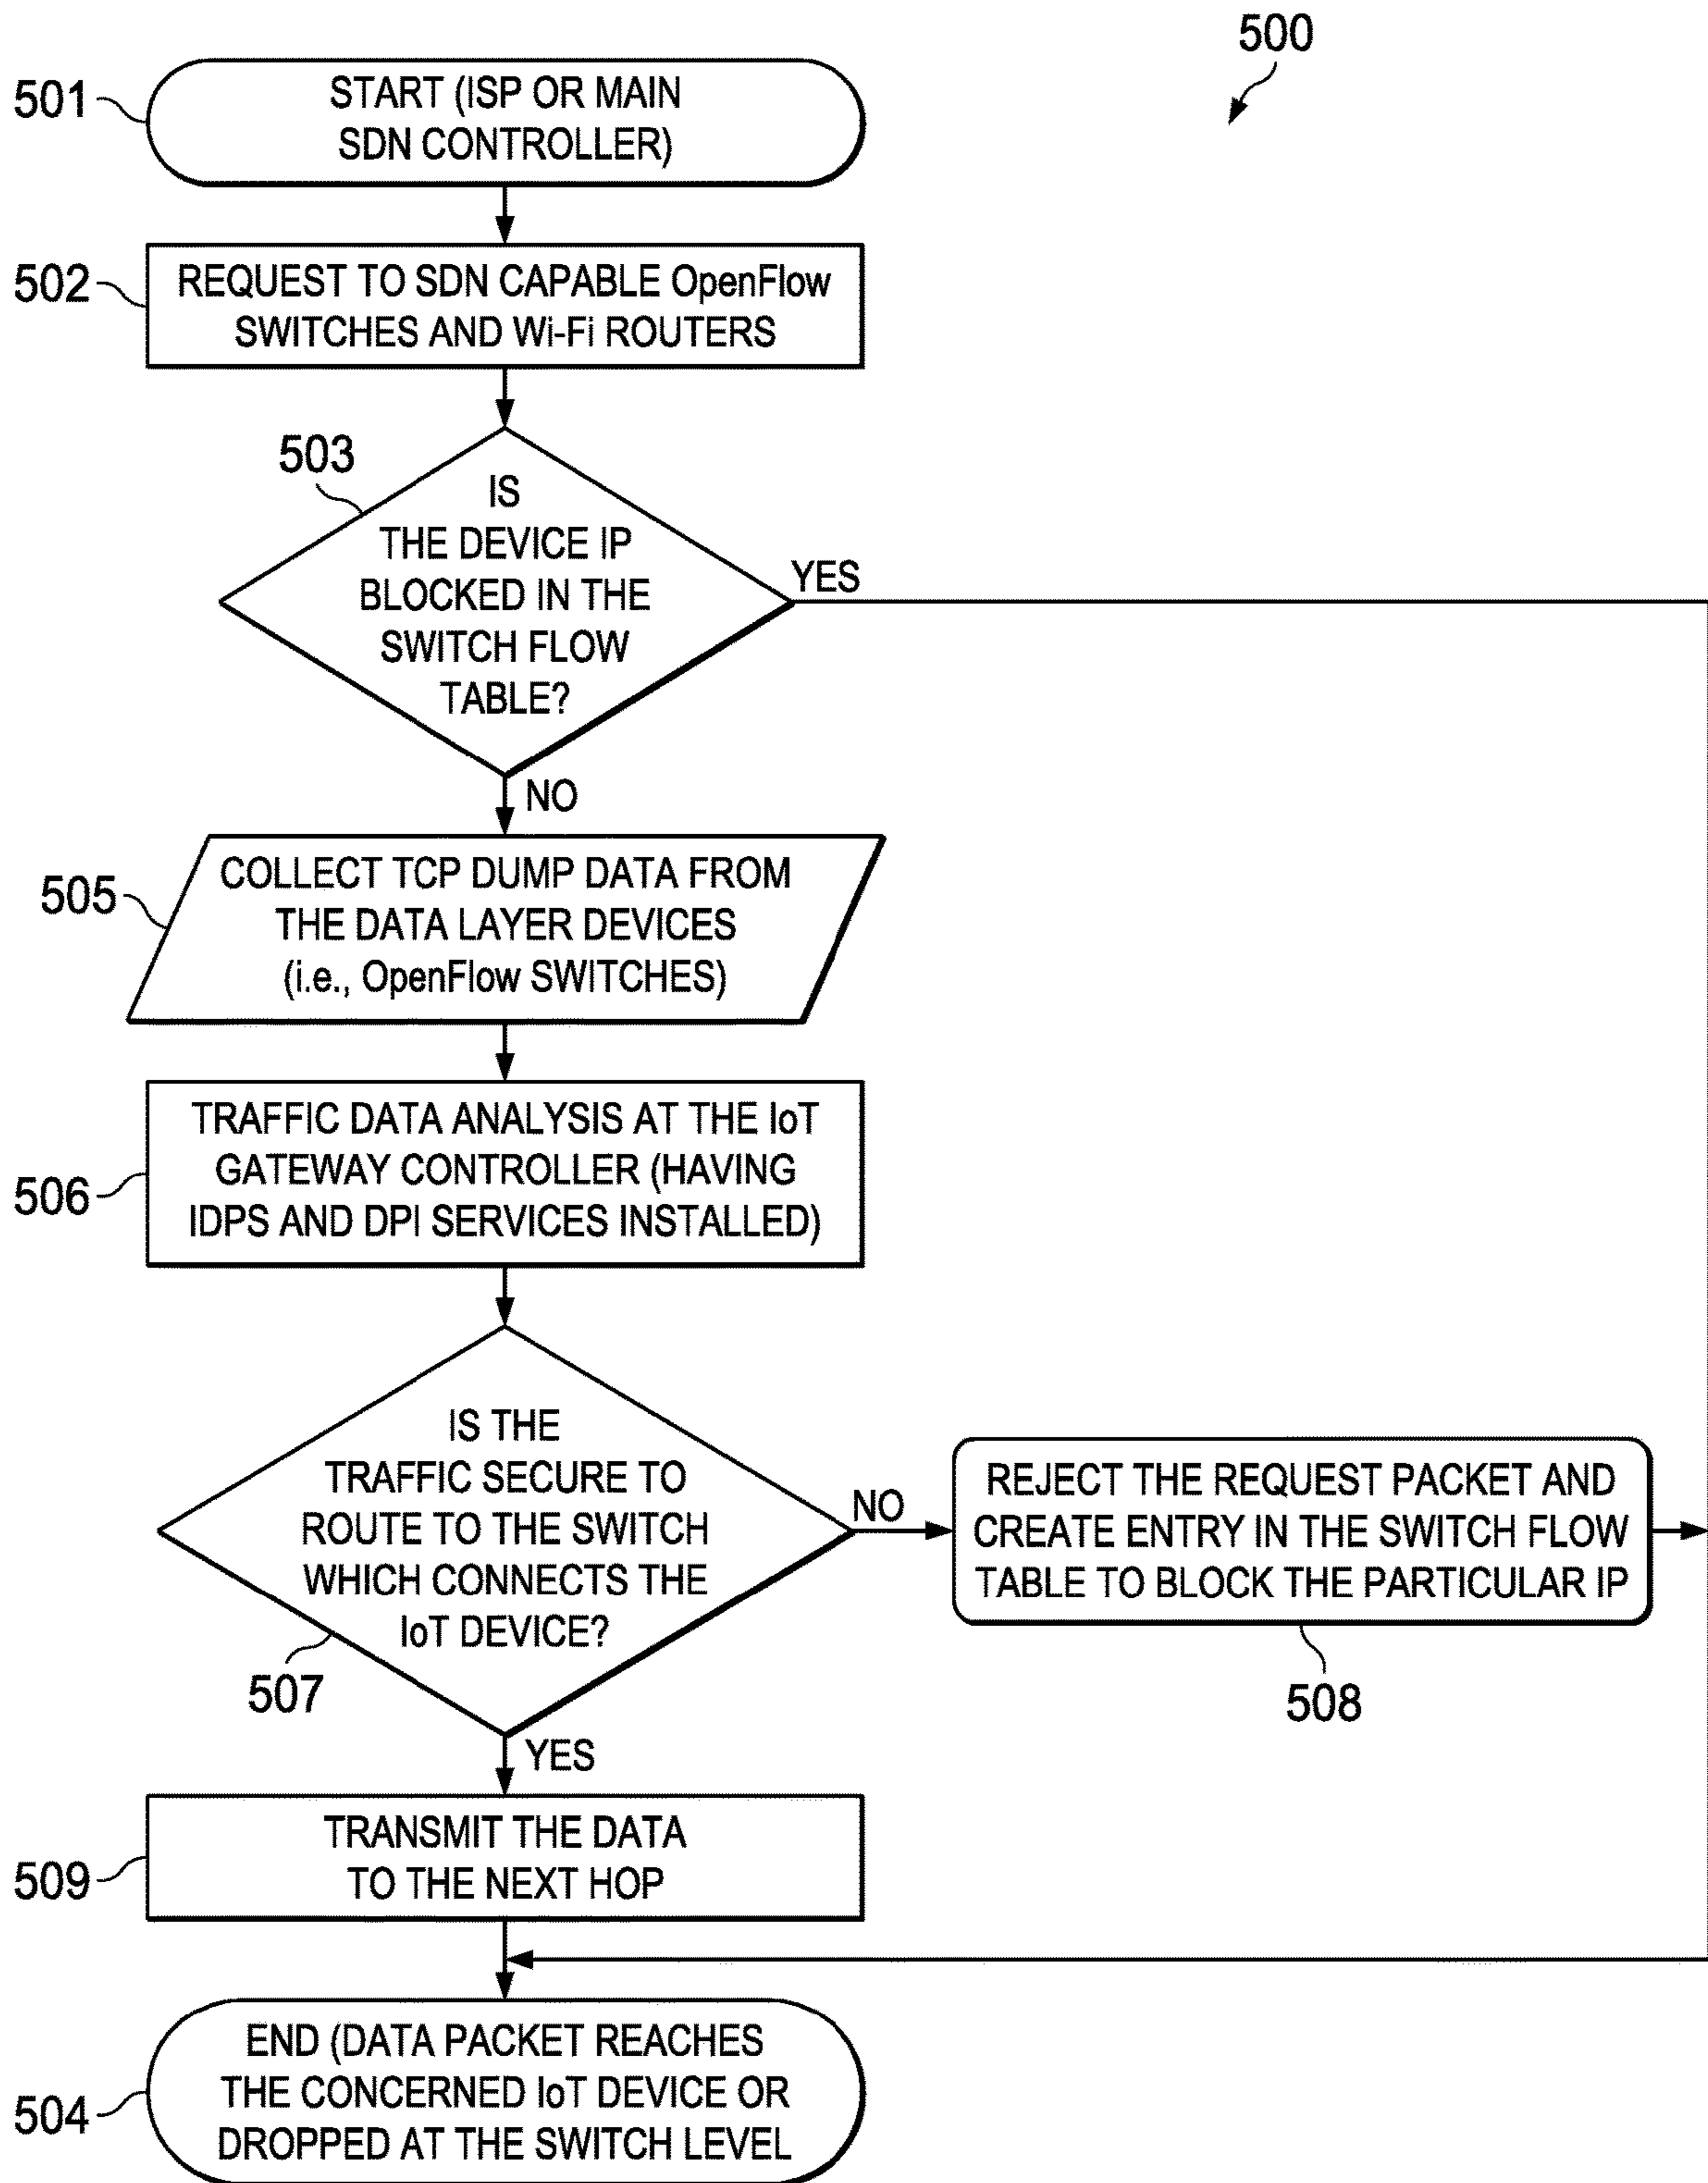 500
501
START (ISP OR MAIN
SDN CONTROLLER)
502
REQUEST TO SDN CAPABLE OpenFlow
SWITCHES AND Wi-Fi ROUTERS
503
IS
THE DEVICE IP
BLOCKED IN THE
SWITCH FLOW
TABLE?
YES
NO
505
COLLECT TCP DUMP DATA FROM
THE DATA LAYER DEVICES
(i.e., OpenFlow SWITCHES)
506
TRAFFIC DATA ANALYSIS AT THE IoT
GATEWAY CONTROLLER (HAVING
IDPS AND DPI SERVICES INSTALLED)
IS THE
TRAFFIC SECURE TO
ROUTE TO THE SWITCH
WHICH CONNECTS THE
IoT DEVICE?
507
NO
REJECT THE REQUEST PACKET AND
CREATE ENTRY IN THE SWITCH FLOW
TABLE TO BLOCK THE PARTICULAR IP
508
YES
509
TRANSMIT THE DATA
TO THE NEXT HOP
504
END (DATA PACKET REACHES
THE CONCERNED IoT DEVICE OR
DROPPED AT THE SWITCH LEVEL